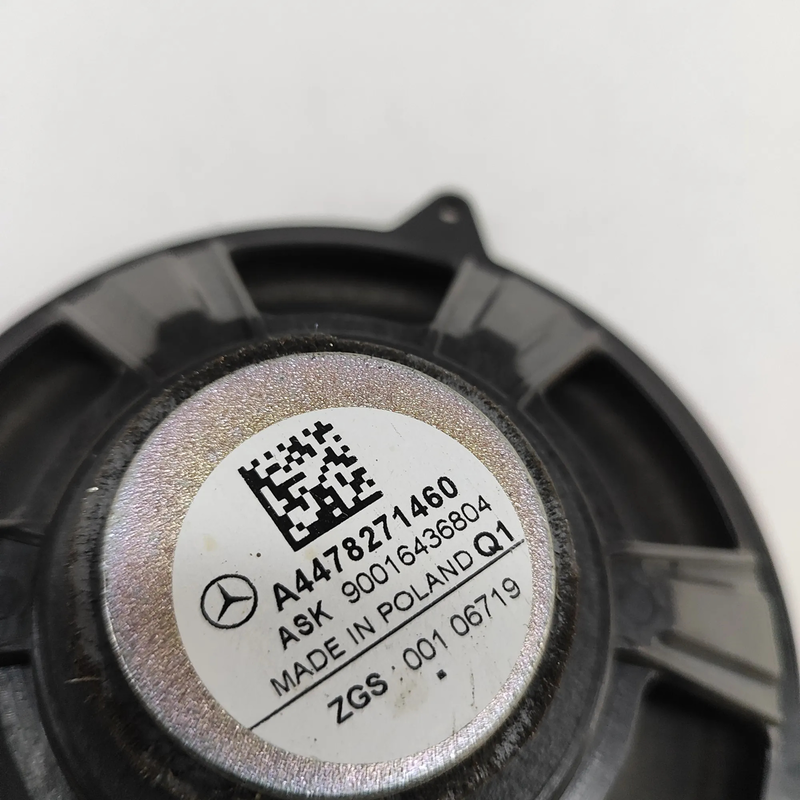 A4478271460
ASK 90016436804
MADE IN POLAND Q1
ZGS : 001 06719